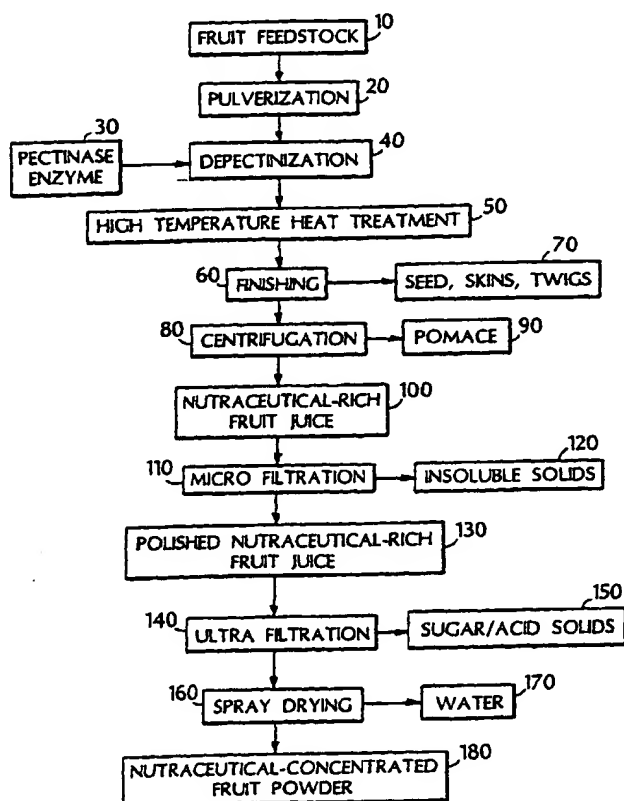 10
FRUIT FEEDSTOCK
20
PULVERIZATION
30
PECTINASE
ENZYME
40
DEPECTINIZATION
50
HIGH TEMPERATURE HEAT TREATMENT
60
FINISHING
70
SEED, SKINS, TWIGS
80
CENTRIFUGATION
90
POMACE
100
NUTRACEUTICAL-RICH
FRUIT JUICE
110
MICRO FILTRATION
120
INSOLUBLE SOLIDS
130
POLISHED NUTRACEUTICAL-RICH
FRUIT JUICE
140
ULTRA FILTRATION
150
SUGAR/ACID SOLIDS
160
SPRAY DRYING
170
WATER
180
NUTRACEUTICAL-CONCENTRATED
FRUIT POWDER